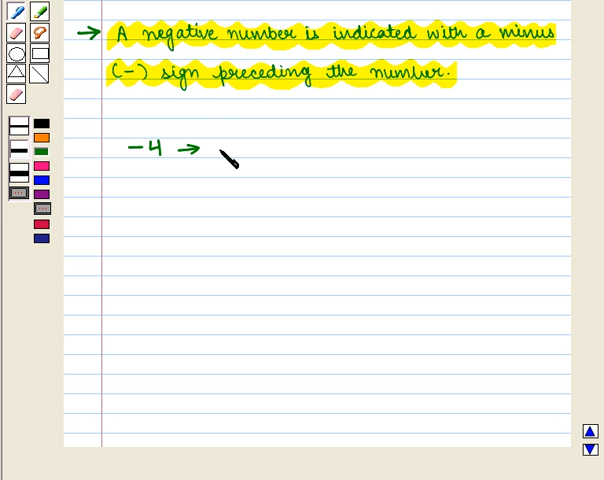 → A negative number is indicated with a minus
(-) sign preceding the number.
-4 →